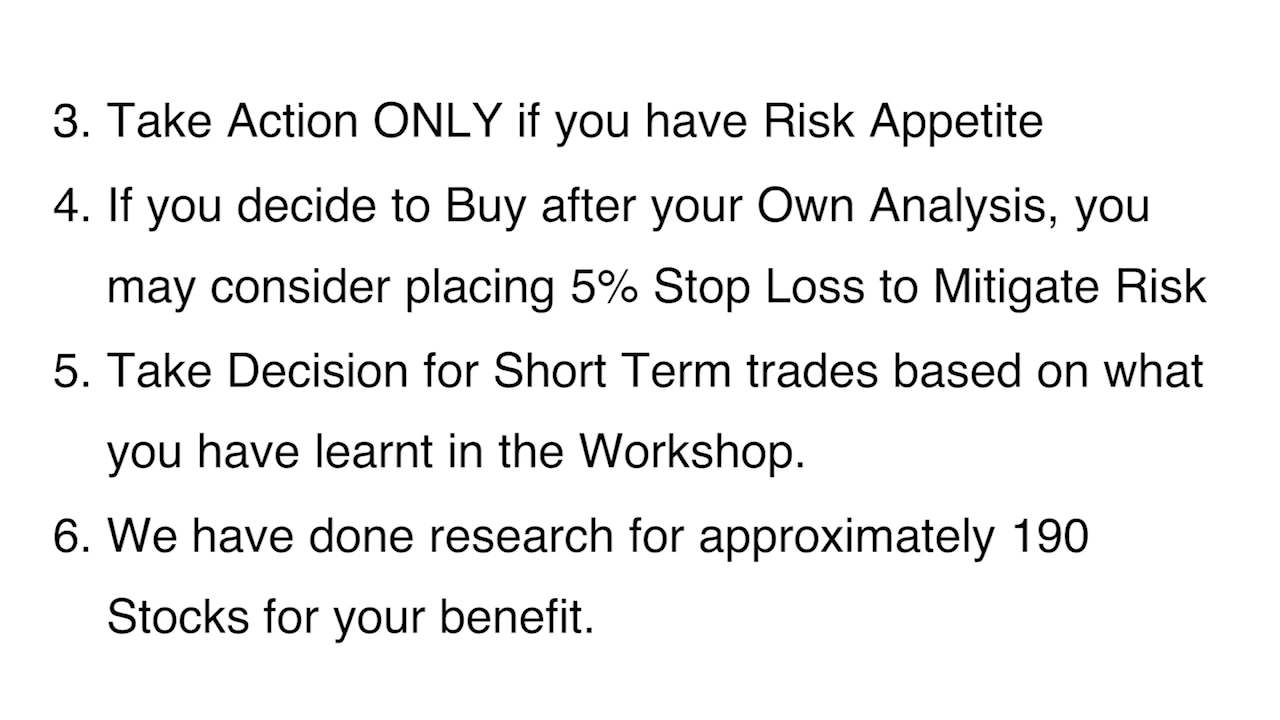 3. Take Action ONLY if you have Risk Appetite
4. If you decide to Buy after your Own Analysis, you
may consider placing 5% Stop Loss to Mitigate Risk
5. Take Decision for Short Term trades based on what
you have learnt in the Workshop.
6. We have done research for approximately 190
Stocks for your benefit.